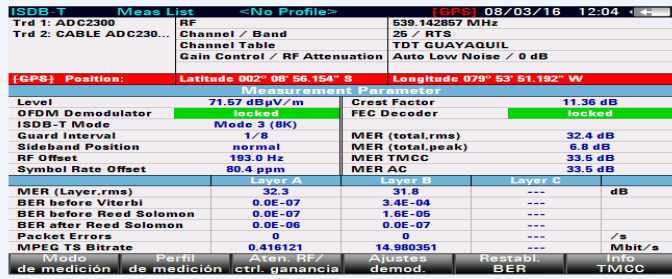 ISDB-T Meas List <No Profile> {GPS} 08/03/16 12:04
Trd 1: ADC2300 RF 539.142857 MHz
Trd 2: CABLE ADC230... Channel / Band 25 / RTS
Channel Table TDT GUAYAQUIL
Gain Control / RF Attenuation Auto Low Noise / 0 dB
{GPS} Position: Latitude 002° 08' 56.154" S Longitude 079° 53' 51.192" W
Measurement Parameter
Level 71.57 dBµV/m Crest Factor 11.36 dB
OFDM Demodulator locked FEC Decoder locked
ISDB-T Mode Mode 3 (8K)
Guard Interval 1/8 MER (total,rms) 32.4 dB
Sideband Position normal MER (total,peak) 6.8 dB
RF Offset 193.0 Hz MER TMCC 33.5 dB
Symbol Rate Offset 80.4 ppm MER AC 33.5 dB
Layer A Layer B Layer C
MER (Layer,rms) 32.3 31.8 --- dB
BER before Viterbi 0.0E-07 3.4E-04 ---
BER before Reed Solomon 0.0E-07 1.6E-05 ---
BER after Reed Solomon 0.0E-06 0.0E-07 ---
Packet Errors 0 0 --- /s
MPEG TS Bitrate 0.416121 14.980351 --- Mbit/s
Modo de medición Perfil de medición Aten. RF/ ctrl. ganancia Ajustes demod. Restabl. BER Info TMCC